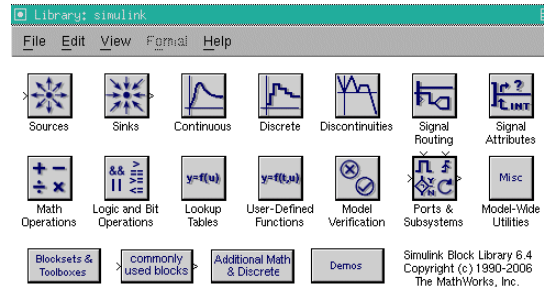 Library: simulink
File Edit View Format Help
? INT
Sources Sinks Continuous Discrete Discontinuities Signal Routing Signal Attributes
+ − ÷ × && || >= <= y=f(u) y=f(t,u) Misc
Math Operations Logic and Bit Operations Lookup Tables User-Defined Functions Model Verification Ports & Subsystems Model-Wide Utilities
Blocksets & Toolboxes commonly used blocks Additional Math & Discrete Demos
Simulink Block Library 6.4
Copyright (c) 1990-2006
The MathWorks, Inc.